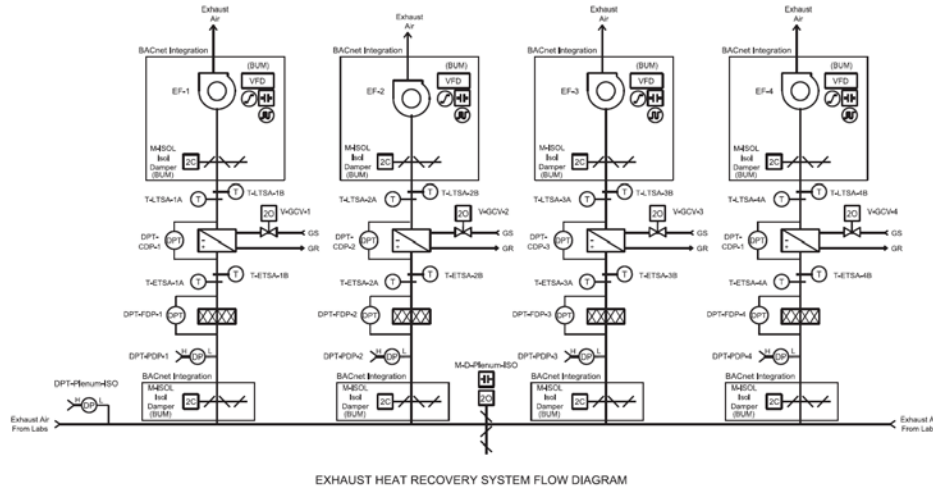 Exhaust
Air
BACnet Integration
(BUM)
VFD
EF-1
M-ISOL
Isol
Damper
(BUM)
2C
T-LTSA-1B
T
T-LTSA-1A
T
2O
V-GCV-1
DPT-
CDP-1
DPT
GS
GR
T-ETSA-1B
T
T-ETSA-1A
T
DPT-FDP-1
DPT
DPT-PDP-1
H
DP
L
BACnet Integration
M-ISOL
Isol
Damper
(BUM)
2C
Exhaust
Air
BACnet Integration
(BUM)
VFD
EF-2
M-ISOL
Isol
Damper
(BUM)
2C
T-LTSA-2B
T
T-LTSA-2A
T
2O
V-GCV-2
DPT-
CDP-2
DPT
GS
GR
T-ETSA-2B
T
T-ETSA-2A
T
DPT-FDP-2
DPT
DPT-PDP-2
H
DP
L
BACnet Integration
M-ISOL
Isol
Damper
(BUM)
2C
Exhaust
Air
BACnet Integration
(BUM)
VFD
EF-3
M-ISOL
Isol
Damper
(BUM)
2C
T-LTSA-3B
T
T-LTSA-3A
T
2O
V-GCV-3
DPT-
CDP-3
DPT
GS
GR
T-ETSA-3B
T
T-ETSA-3A
T
DPT-FDP-3
DPT
DPT-PDP-3
H
DP
L
BACnet Integration
M-ISOL
Isol
Damper
(BUM)
2C
Exhaust
Air
BACnet Integration
(BUM)
VFD
EF-4
M-ISOL
Isol
Damper
(BUM)
2C
T-LTSA-4B
T
T-LTSA-4A
T
2O
V-GCV-4
DPT-
CDP-1
DPT
GS
GR
T-ETSA-4B
T
T-ETSA-4A
T
DPT-FDP-4
DPT
DPT-PDP-4
H
DP
L
BACnet Integration
M-ISOL
Isol
Damper
(BUM)
2C
M-D-Plenum-ISO
2O
DPT-Plenum-ISO
H
DP
L
Exhaust Air
From Labs
Exhaust A
From Labs
EXHAUST HEAT RECOVERY SYSTEM FLOW DIAGRAM